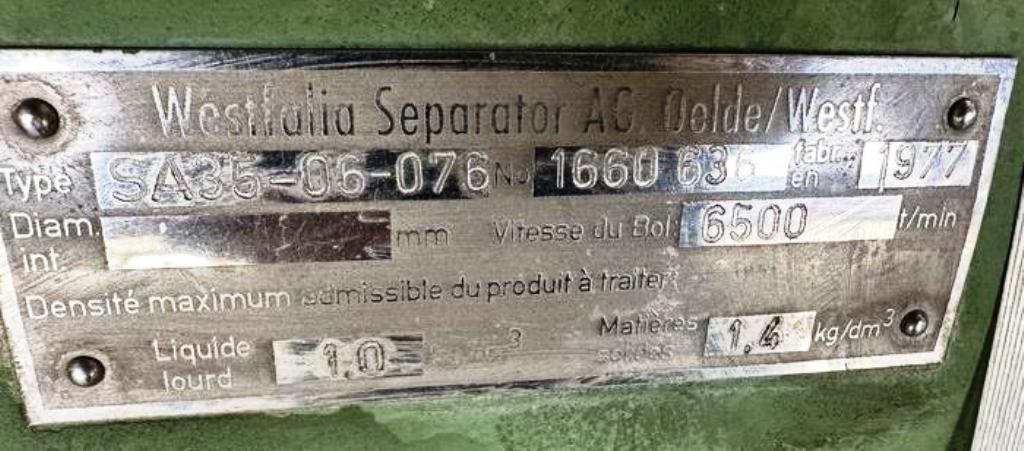 Westfalia Separator AG. Oelde/Westf.
Type SA35-06-076 No 1660 636 fabr. en 1977
Diam. int. mm Vitesse du Bol 6500 t/min
Densité maximum admissible du produit à traiter
Liquide lourd 1.0 Matières solides 1,4 kg/dm³